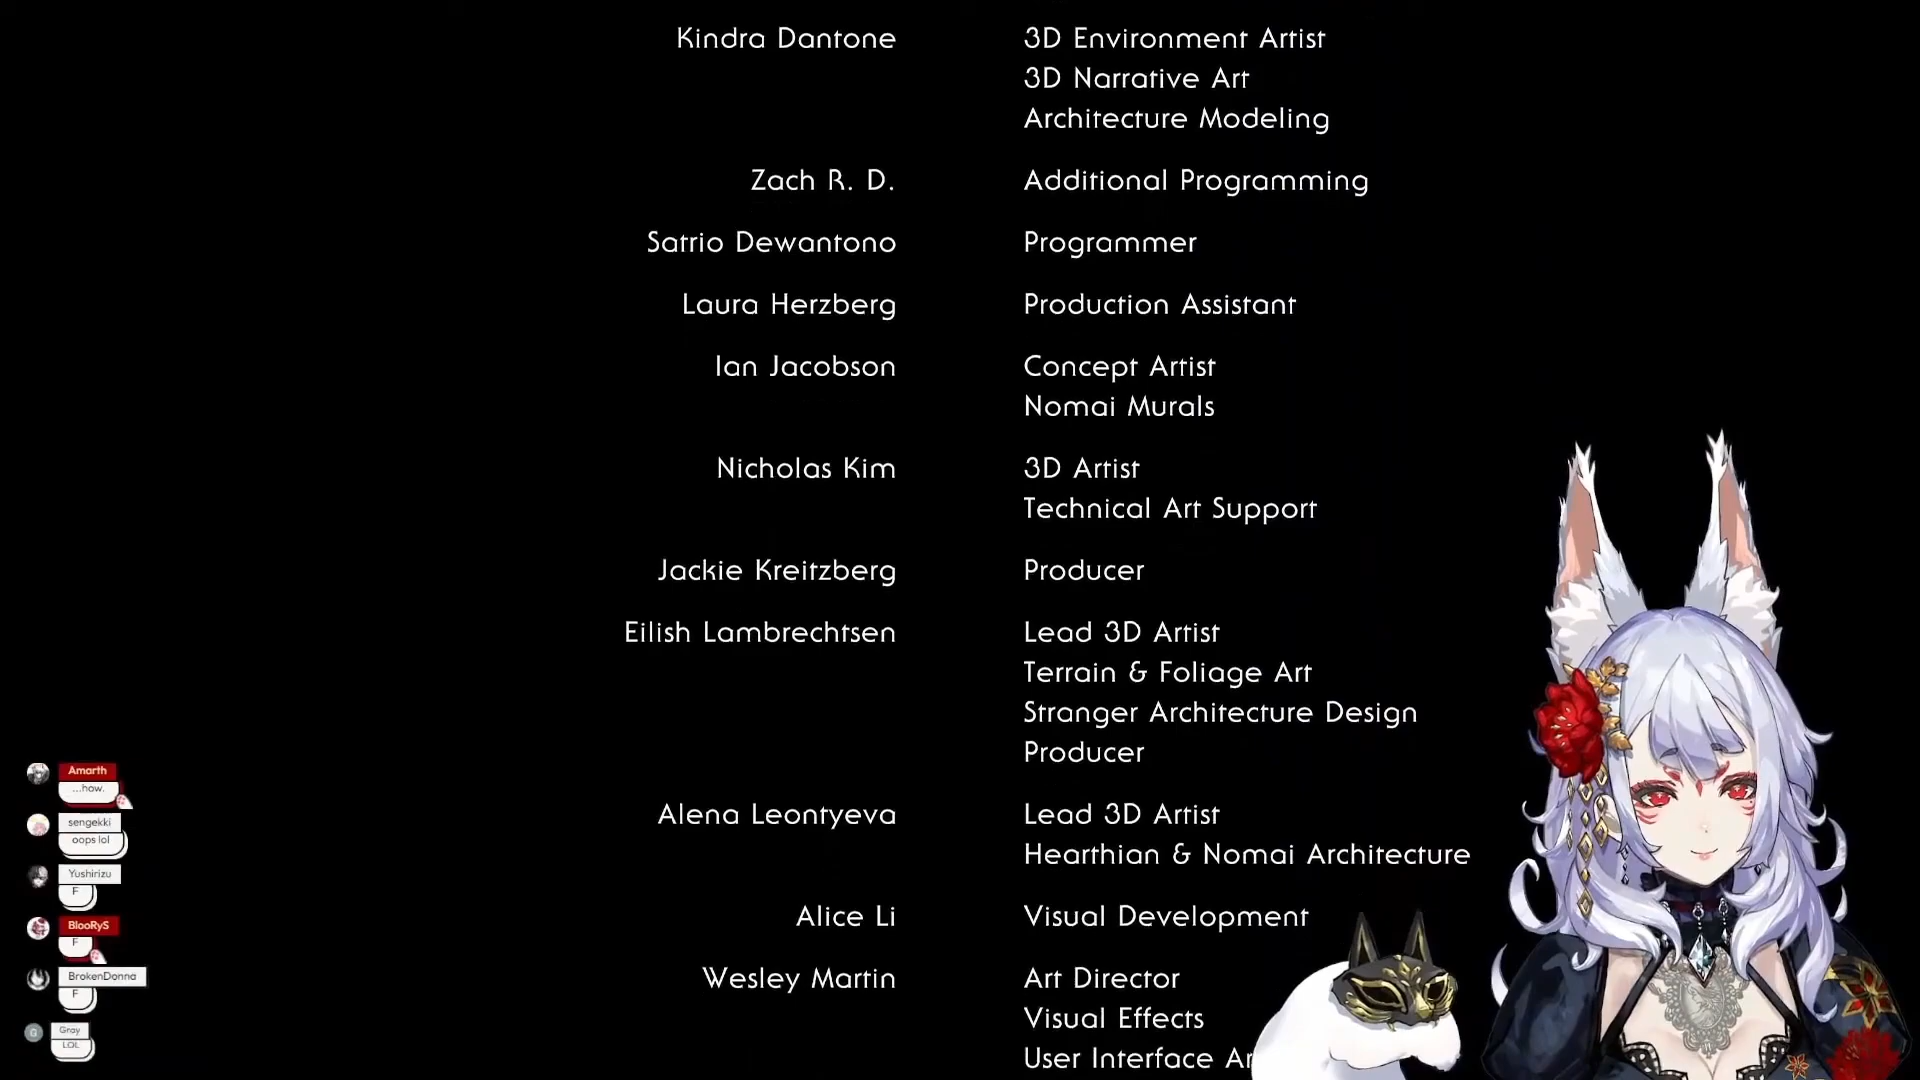 Kindra Dantone 3D Environment Artist
3D Narrative Art
Architecture Modeling
Zach R. D. Additional Programming
Satrio Dewantono Programmer
Laura Herzberg Production Assistant
Ian Jacobson Concept Artist
Nomai Murals
Nicholas Kim 3D Artist
Technical Art Support
Jackie Kreitzberg Producer
Eilish Lambrechtsen Lead 3D Artist
Terrain & Foliage Art
Stranger Architecture Design
Producer
Alena Leontyeva Lead 3D Artist
Hearthian & Nomai Architecture
Alice Li Visual Development
Wesley Martin Art Director
Visual Effects
User Interface Ar
Amarth
...how.
sengekki
oops lol
Yushirizu
F
BlooRyS
F
BrokenDonna
F
G
Gray
LOL